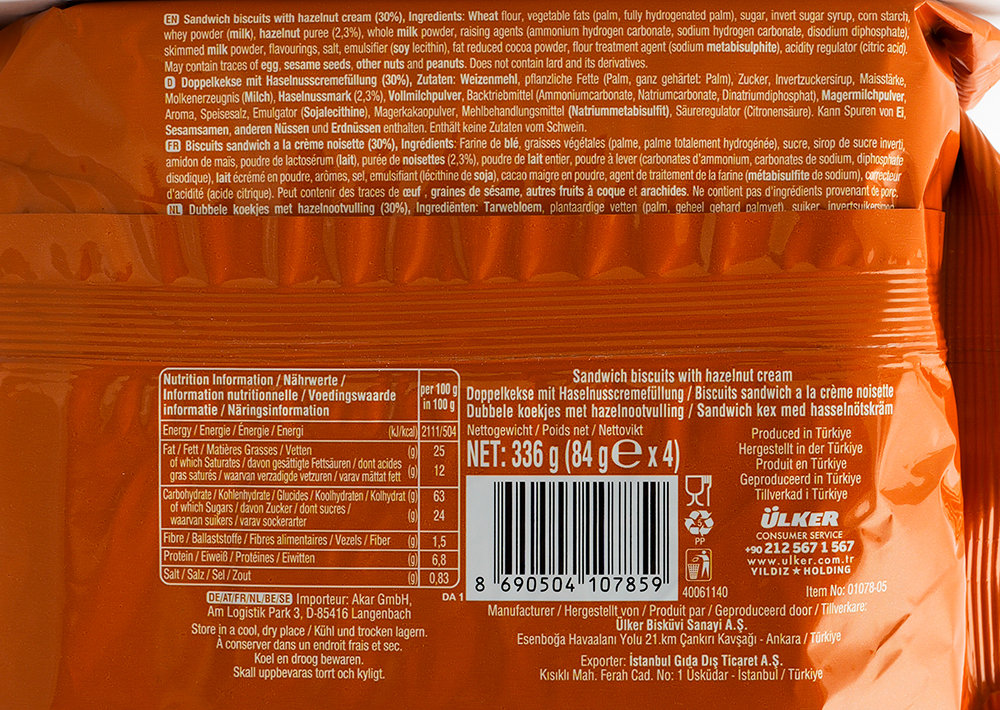 EN Sandwich biscuits with hazelnut cream (30%), Ingredients: Wheat flour, vegetable fats (palm, fully hydrogenated palm), sugar, invert sugar syrup, corn starch,
whey powder (milk), hazelnut puree (2,3%), whole milk powder, raising agents (ammonium hydrogen carbonate, sodium hydrogen carbonate, disodium diphosphate),
skimmed milk powder, flavourings, salt, emulsifier (soy lecithin), fat reduced cocoa powder, flour treatment agent (sodium metabisulphite), acidity regulator (citric acid).
May contain traces of egg, sesame seeds, other nuts and peanuts. Does not contain lard and its derivatives.
D Doppelkekse mit Haselnusscremefüllung (30%), Zutaten: Weizenmehl, pflanzliche Fette (Palm, ganz gehärtet: Palm), Zucker, Invertzuckersirup, Maisstärke,
Molkenerzeugnis (Milch), Haselnussmark (2,3%), Vollmilchpulver, Backtriebmittel (Ammoniumcarbonate, Natriumcarbonate, Dinatriumdiphosphat), Magermilchpulver,
Aroma, Speisesalz, Emulgator (Sojalecithine), Magerkakaopulver, Mehlbehandlungsmittel (Natriummetabisulfit), Säureregulator (Citronensäure). Kann Spuren von Ei,
Sesamsamen, anderen Nüssen und Erdnüssen enthalten. Enthält keine Zutaten vom Schwein.
FR Biscuits sandwich a la crème noisette (30%), Ingrédients: Farine de blé, graisses végétales (palme, palme totalement hydrogénée), sucre, sirop de sucre inverti,
amidon de maïs, poudre de lactosérum (lait), purée de noisettes (2,3%), poudre de lait entier, poudre à lever (carbonates d'ammonium, carbonates de sodium, diphosphate
disodique), lait écrémé en poudre, arômes, sel, emulsifiant (lécithine de soja), cacao maigre en poudre, agent de traitement de la farine (métabisulfite de sodium), correcteur
d'acidité (acide citrique). Peut contenir des traces de œuf, graines de sésame, autres fruits à coque et arachides. Ne contient pas d'ingrédients provenant de porc.
NL Dubbele koekjes met hazelnootvulling (30%), Ingrediënten: Tarwebloem, plantaardige vetten (palm, geheel gehard palmvet), suiker, invertsuikersiroop
Nutrition Information / Nährwerte /
Information nutritionnelle / Voedingswaarde
informatie / Näringsinformation
per 100 g
in 100 g
Energy / Energie / Énergie / Energi (kJ/kcal) 2111/504
Fat / Fett / Matières Grasses / Vetten (g) 25
of which Saturates / davon gesättigte Fettsäuren / dont acides
gras saturés / waarvan verzadigde vetzuren / varav mättat fett (g) 12
Carbohydrate / Kohlenhydrate / Glucides / Koolhydraten / Kolhydrat (g) 63
of which Sugars / davon Zucker / dont sucres /
waarvan suikers / varav sockerarter (g) 24
Fibre / Ballaststoffe / Fibres alimentaires / Vezels / Fiber (g) 1,5
Protein / Eiweiß / Protéines / Eiwitten (g) 6,8
Salt / Salz / Sel / Zout (g) 0,83
DE/AT/FR/NL/BE/SE Importeur: Akar GmbH,
Am Logistik Park 3, D-85416 Langenbach
DA 1
Store in a cool, dry place / Kühl und trocken lagern.
À conserver dans un endroit frais et sec.
Koel en droog bewaren.
Skall uppbevaras torrt och kyligt.
Sandwich biscuits with hazelnut cream
Doppelkekse mit Haselnusscremefüllung / Biscuits sandwich a la crème noisette
Dubbele koekjes met hazelnootvulling / Sandwich kex med hasselnötskräm
Nettogewicht / Poids net / Nettovikt
NET: 336 g (84 g e x 4)
8 690504 107859
PP
40061140
Produced in Türkiye
Hergestellt in der Türkiye
Produit en Türkiye
Geproduceerd in Türkiye
Tillverkad i Türkiye
ÜLKER
CONSUMER SERVICE
+90 212 567 1 567
www.ulker.com.tr
YILDIZ ★ HOLDING
Item No: 01078-05
Manufacturer / Hergestellt von / Produit par / Geproduceerd door / Tillverkare:
Ülker Bisküvi Sanayi A.Ş.
Esenboğa Havaalanı Yolu 21.km Çankırı Kavşağı - Ankara / Türkiye
Exporter: İstanbul Gıda Dış Ticaret A.Ş.
Kısıklı Mah. Ferah Cad. No: 1 Üsküdar - Istanbul / Türkiye